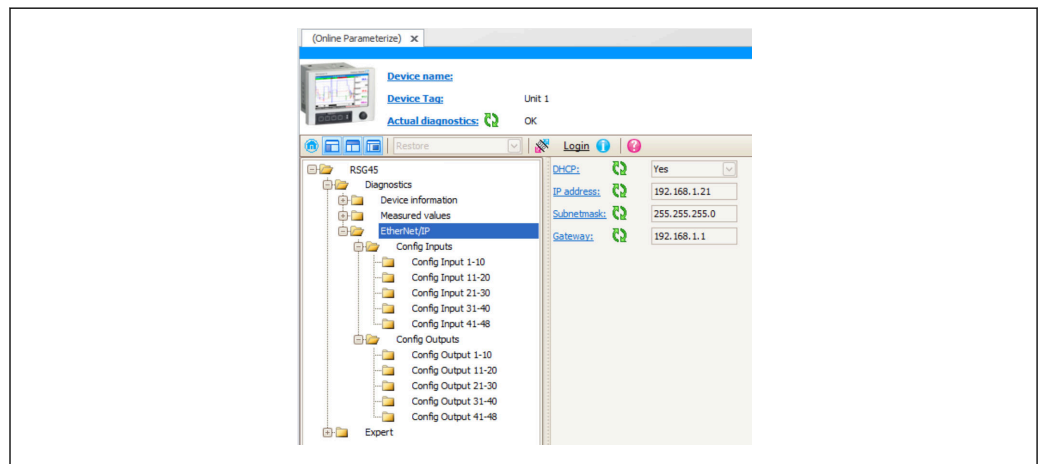 (Online Parameterize) x
Device name:
Device Tag: Unit 1
Actual diagnostics: OK
Restore Login
RSG45
Diagnostics
Device information
Measured values
EtherNet/IP
Config Inputs
Config Input 1-10
Config Input 11-20
Config Input 21-30
Config Input 31-40
Config Input 41-48
Config Outputs
Config Output 1-10
Config Output 11-20
Config Output 21-30
Config Output 31-40
Config Output 41-48
Expert
DHCP: Yes
IP address: 192.168.1.21
Subnetmask: 255.255.255.0
Gateway: 192.168.1.1